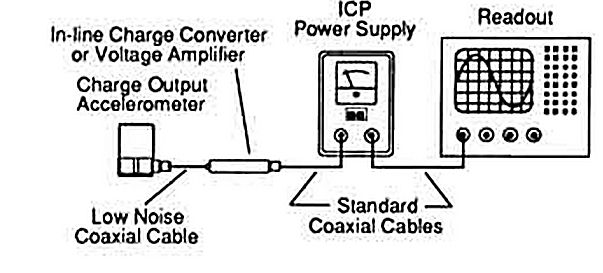 ICP
Power Supply
Readout
In-line Charge Converter
or Voltage Amplifier
Charge Output
Accelerometer
Low Noise
Coaxial Cable
Standard
Coaxial Cables